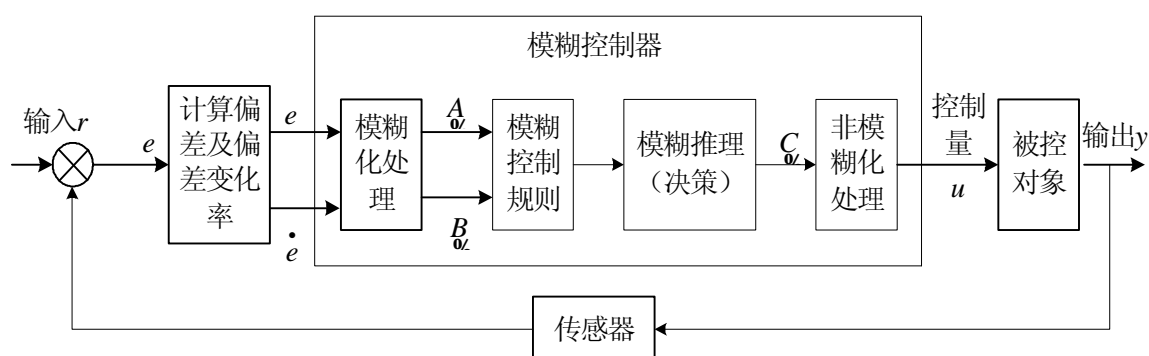 模糊控制器
输入r
e
计算偏
差及偏
差变化
率
e
ė
模糊
化处
理
A
B
模糊
控制
规则
模糊推理
（决策）
C
非模
糊化
处理
控制
量
u
被控
对象
输出y
传感器